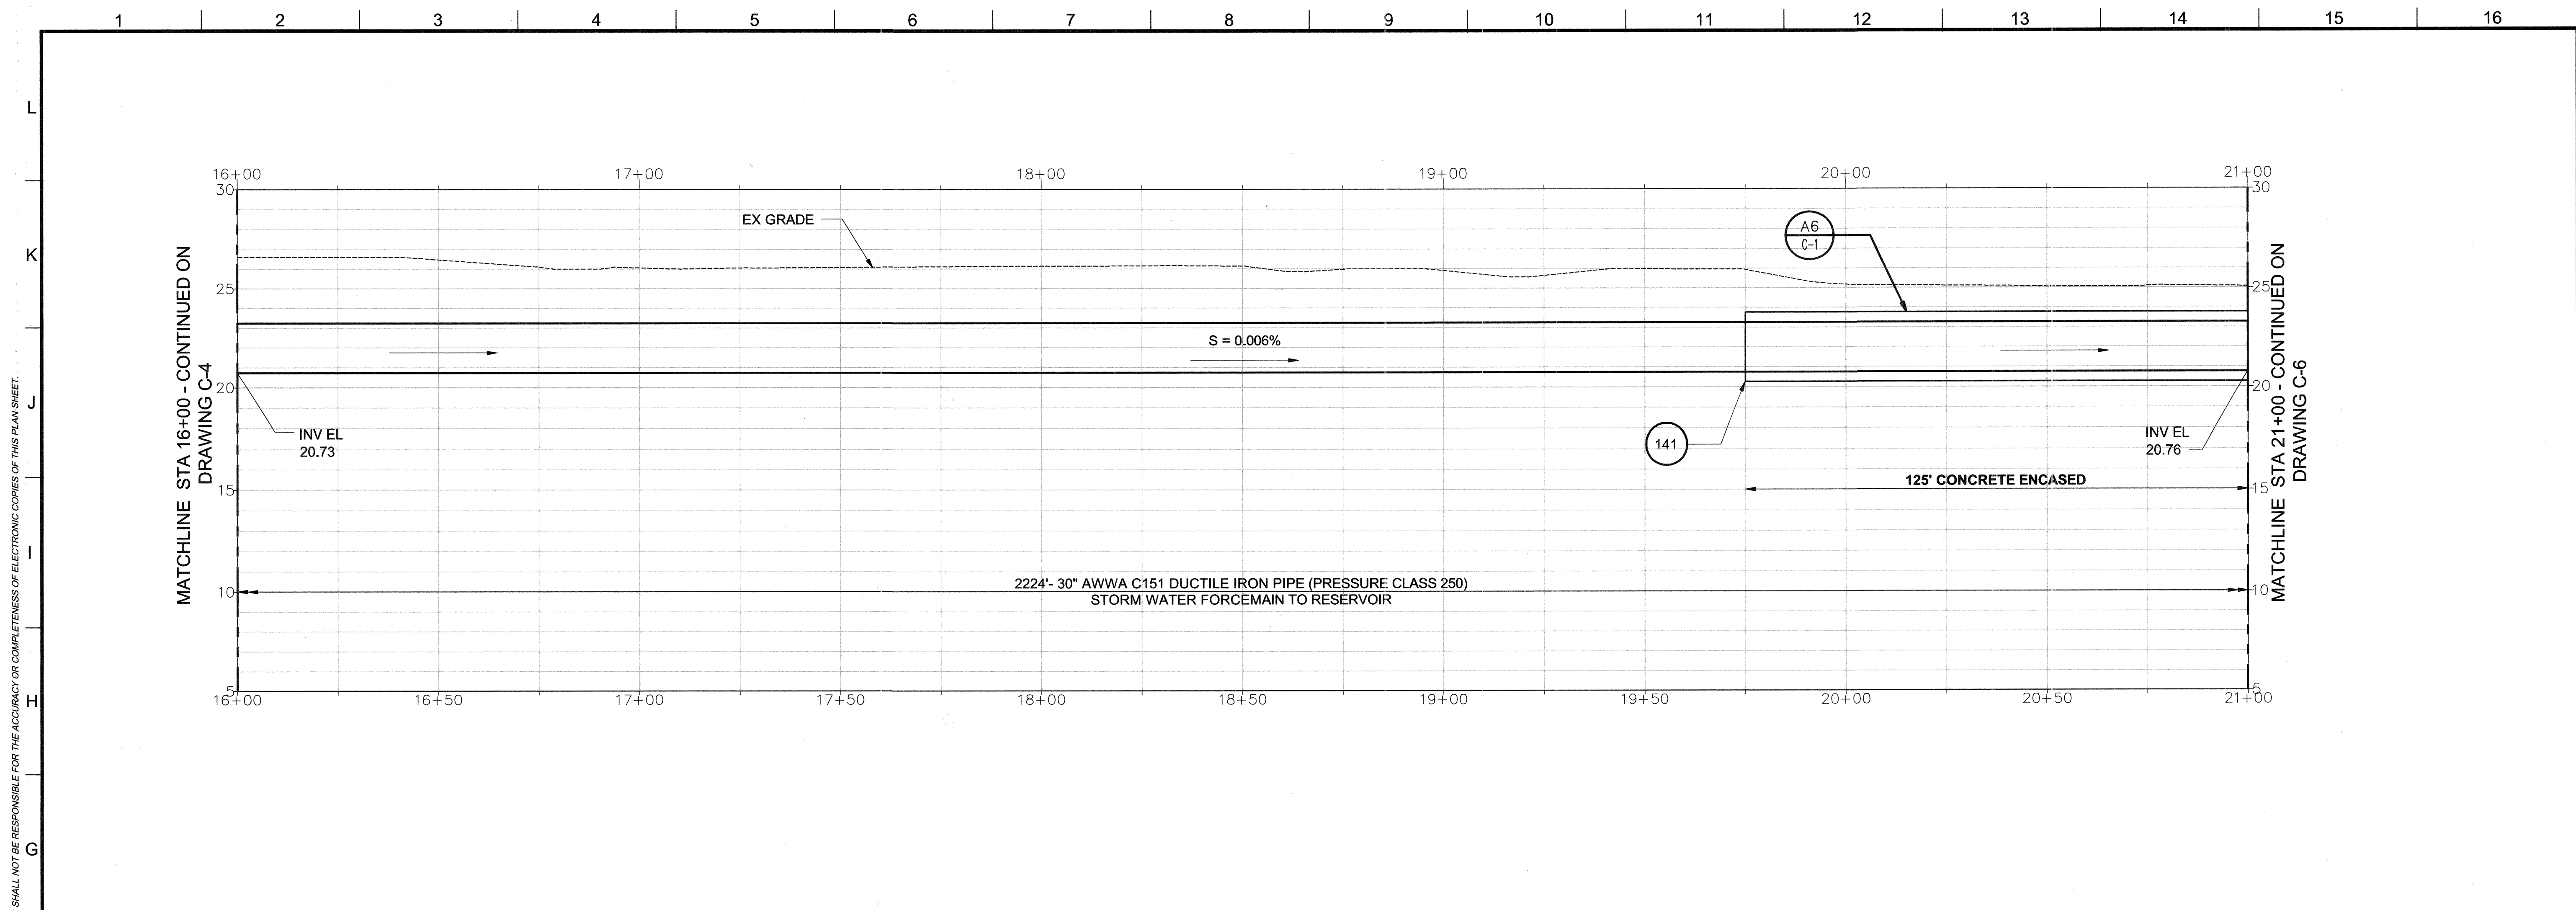 1 2 3 4 5 6 7 8 9 10 11 12 13 14 15 16
L
K
J
I
H
G
SHALL NOT BE RESPONSIBLE FOR THE ACCURACY OR COMPLETENESS OF ELECTRONIC COPIES OF THIS PLAN SHEET.
MATCHLINE STA 16+00 - CONTINUED ON
DRAWING C-4
16+00 17+00 18+00 19+00 20+00 21+00
30 30
EX GRADE
A6
C-1
25 25
S = 0.006%
20 20
INV EL
20.73
141
INV EL
20.76
125' CONCRETE ENCASED
15 15
2224'- 30" AWWA C151 DUCTILE IRON PIPE (PRESSURE CLASS 250)
STORM WATER FORCEMAIN TO RESERVOIR
10 10
5 5
16+00 16+50 17+00 17+50 18+00 18+50 19+00 19+50 20+00 20+50 21+00
MATCHLINE STA 21+00 - CONTINUED ON
DRAWING C-6